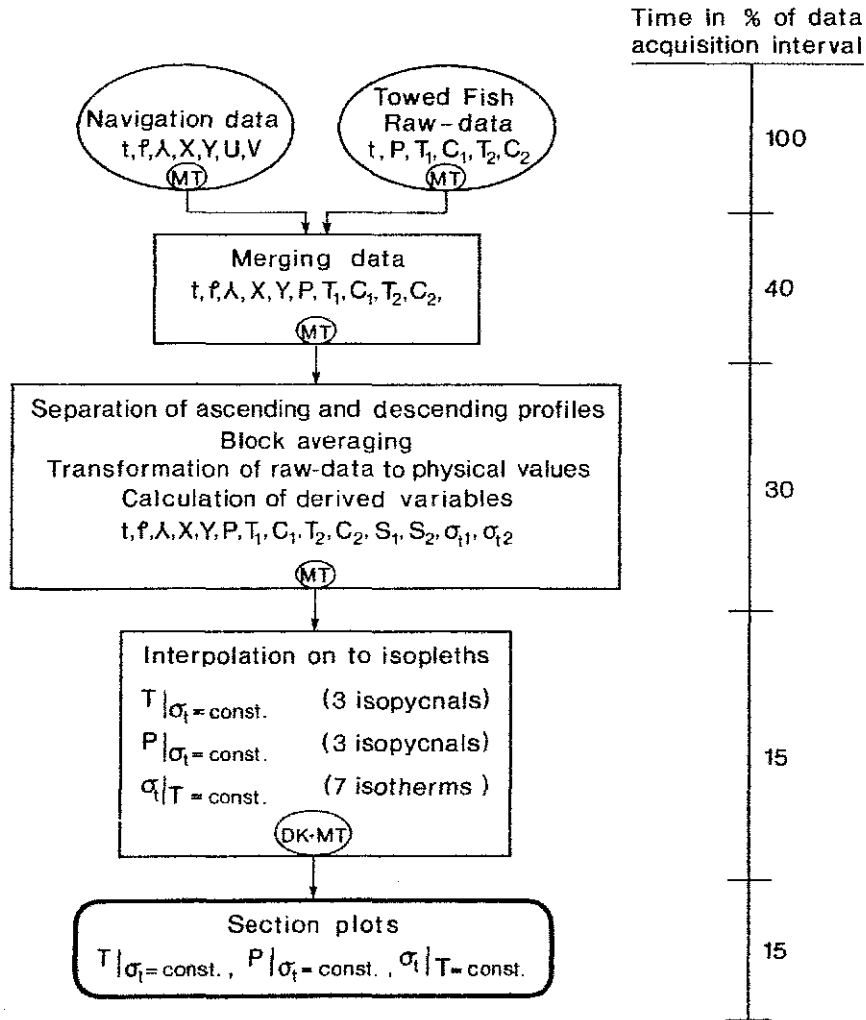 Time in % of data
acquisition interval
Navigation data
t, φ, λ, X, Y, U, V
MT
Towed Fish
Raw-data
t, P, T₁, C₁, T₂, C₂
MT
100
Merging data
t, φ, λ, X, Y, P, T₁, C₁, T₂, C₂,
MT
40
Separation of ascending and descending profiles
Block averaging
Transformation of raw-data to physical values
Calculation of derived variables
t, φ, λ, X, Y, P, T₁, C₁, T₂, C₂, S₁, S₂, σt1, σt2
MT
30
Interpolation on to isopleths
T|σt = const. (3 isopycnals)
P|σt = const. (3 isopycnals)
σt|T = const. (7 isotherms)
DK·MT
15
Section plots
T|σt = const., P|σt = const., σt|T = const.
15